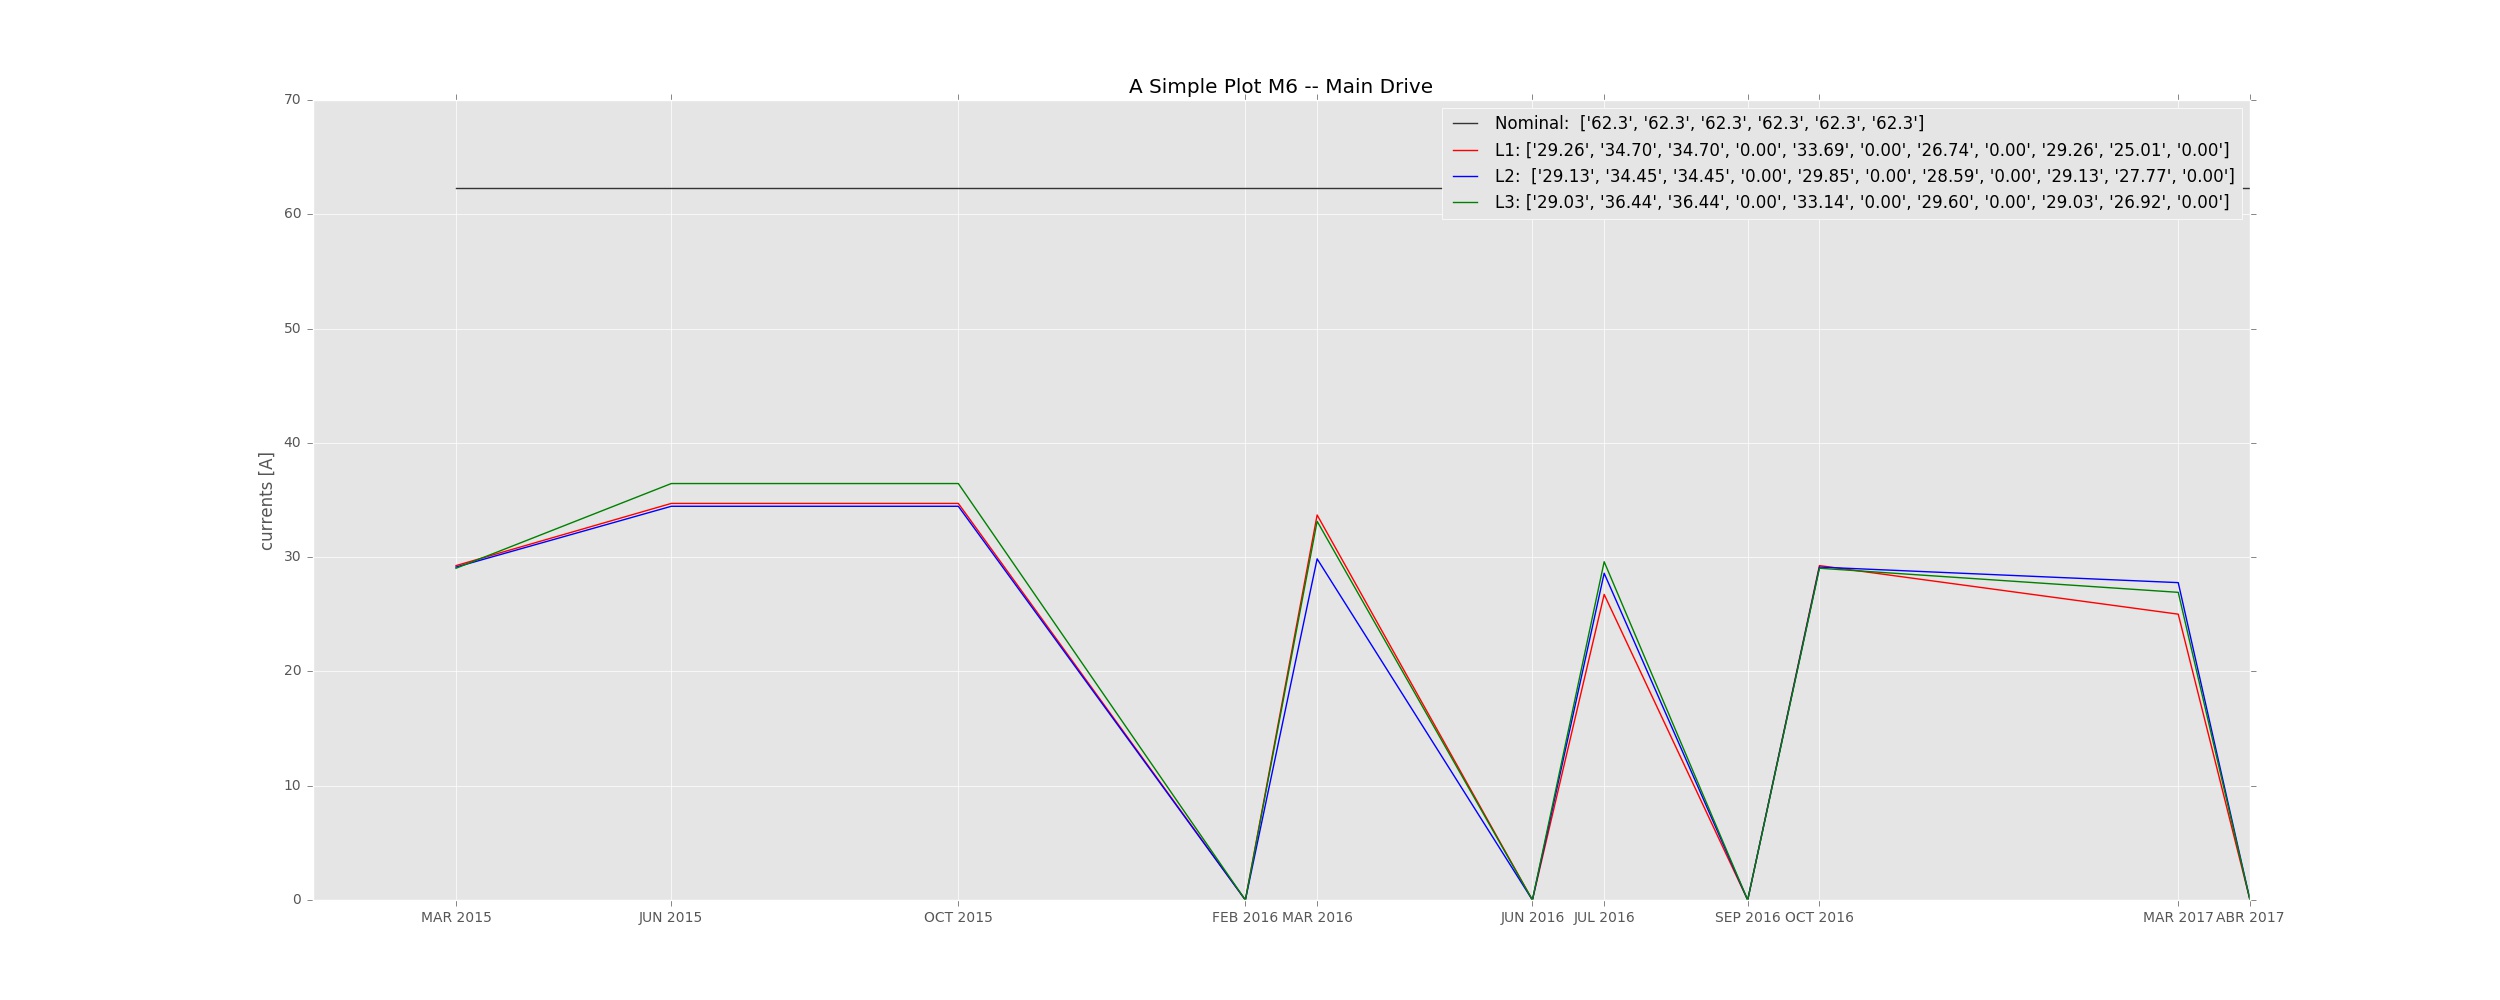 A Simple Plot M6 -- Main Drive
70
60
50
40
30
20
10
0
currents [A]
Nominal:  ['62.3', '62.3', '62.3', '62.3', '62.3', '62.3']
L1: ['29.26', '34.70', '34.70', '0.00', '33.69', '0.00', '26.74', '0.00', '29.26', '25.01', '0.00']
L2:  ['29.13', '34.45', '34.45', '0.00', '29.85', '0.00', '28.59', '0.00', '29.13', '27.77', '0.00']
L3: ['29.03', '36.44', '36.44', '0.00', '33.14', '0.00', '29.60', '0.00', '29.03', '26.92', '0.00']
MAR 2015 JUN 2015 OCT 2015 FEB 2016 MAR 2016 JUN 2016 JUL 2016 SEP 2016 OCT 2016 MAR 2017 ABR 2017